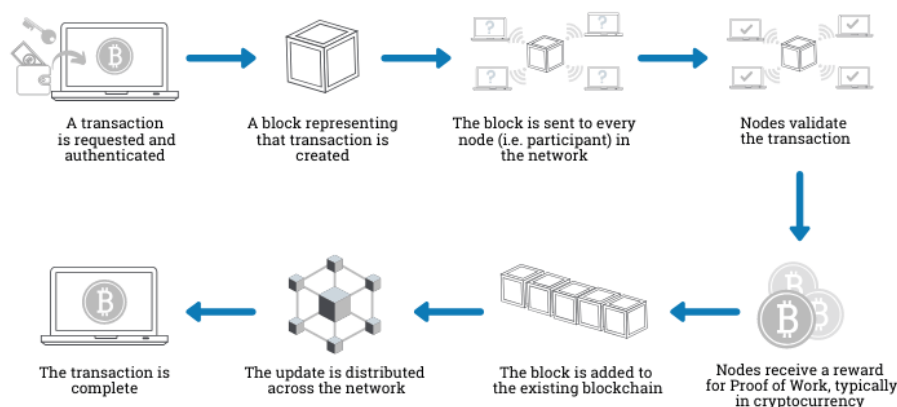 A transaction
is requested and
authenticated
A block representing
that transaction is
created
The block is sent to every
node (i.e. participant) in
the network
Nodes validate
the transaction
Nodes receive a reward
for Proof of Work, typically
in cryptocurrency
The block is added to
the existing blockchain
The update is distributed
across the network
The transaction is
complete